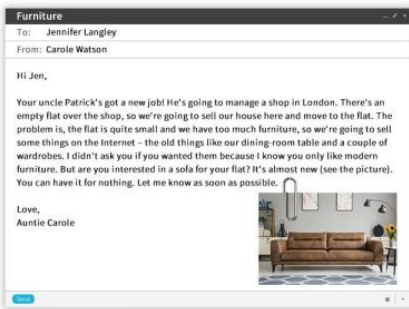 Furniture
To: Jennifer Langley
From: Carole Watson
Hi Jen,
Your uncle Patrick's got a new job! He's going to manage a shop in London. There's an
empty flat over the shop, so we're going to sell our house here and move to the flat. The
problem is, the flat is quite small and we have too much furniture, so we're going to sell
some things on the Internet – the old things like our dining-room table and a couple of
wardrobes. I didn't ask you if you wanted them because I know you only like modern
furniture. But are you interested in a sofa for your flat? It's almost new (see the picture).
You can have it for nothing. Let me know as soon as possible.
Love,
Auntie Carole
Send